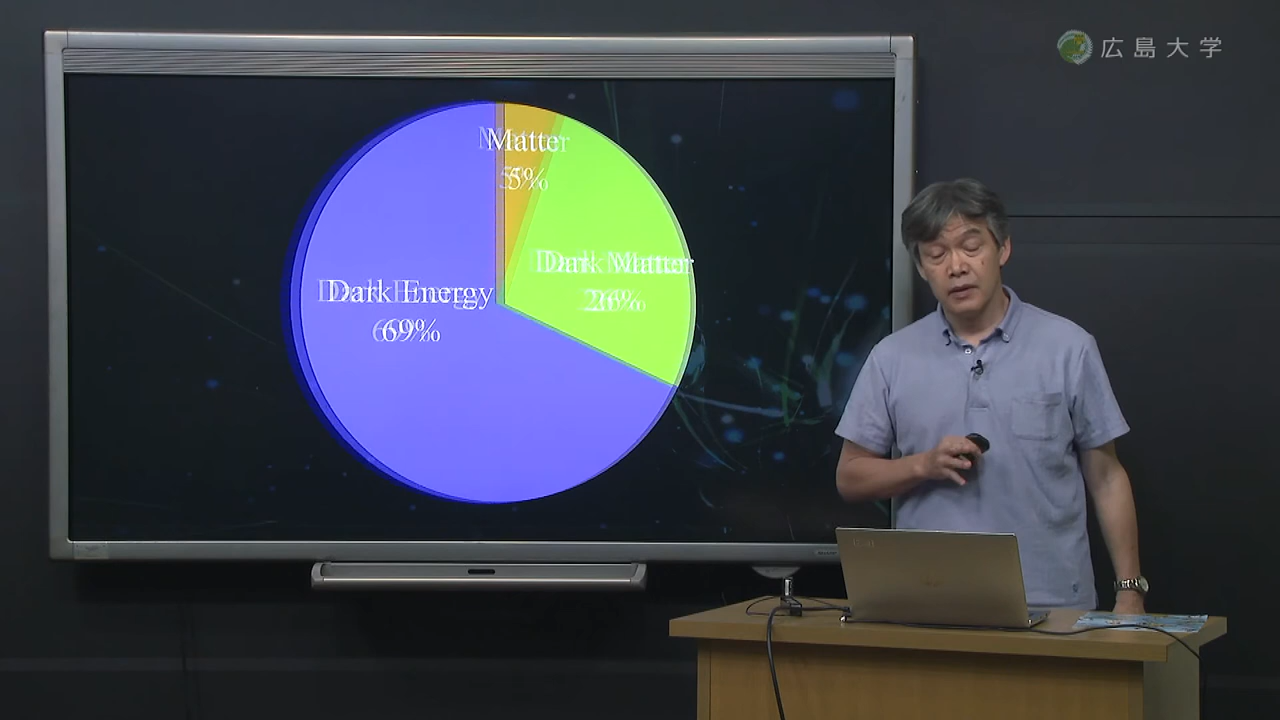 広島大学
Matter
5%
Dark Matter
26%
Dark Energy
69%